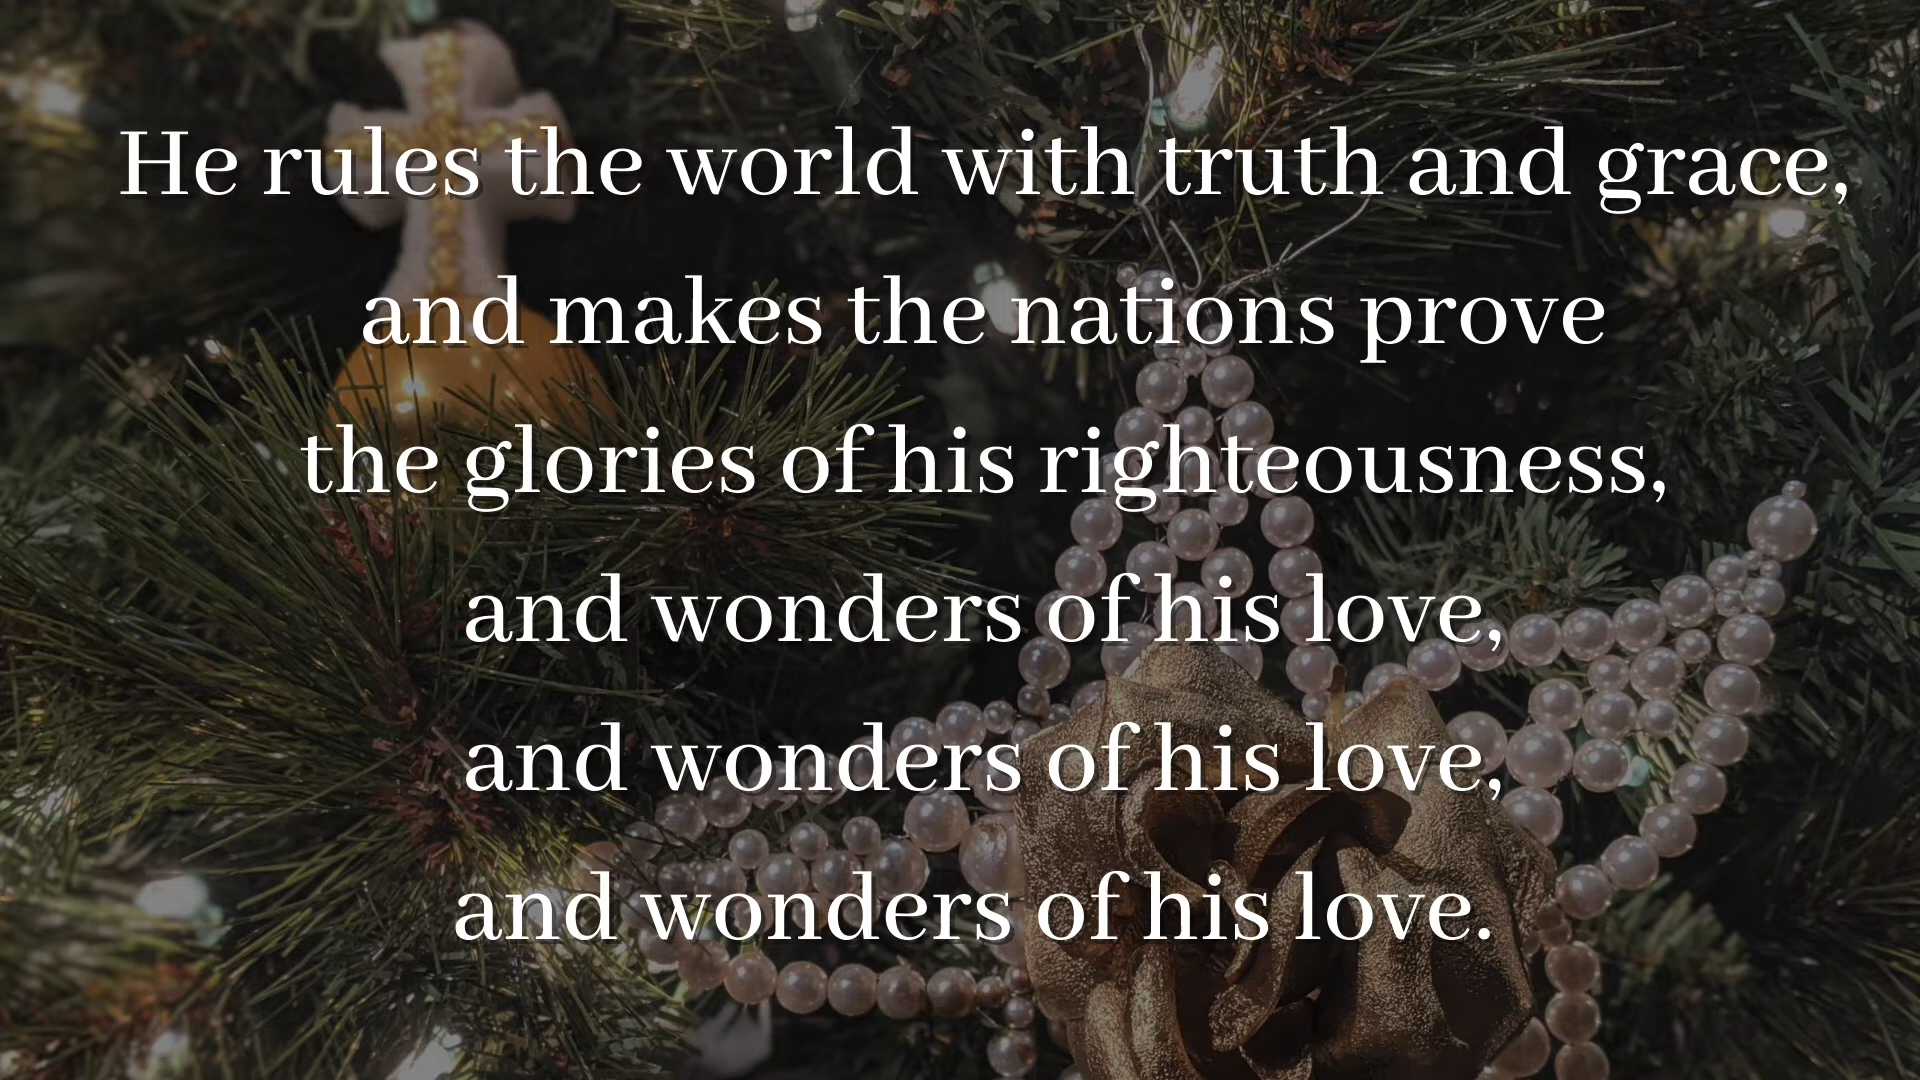 He rules the world with truth and grace,
and makes the nations prove
the glories of his righteousness,
and wonders of his love,
and wonders of his love,
and wonders of his love.